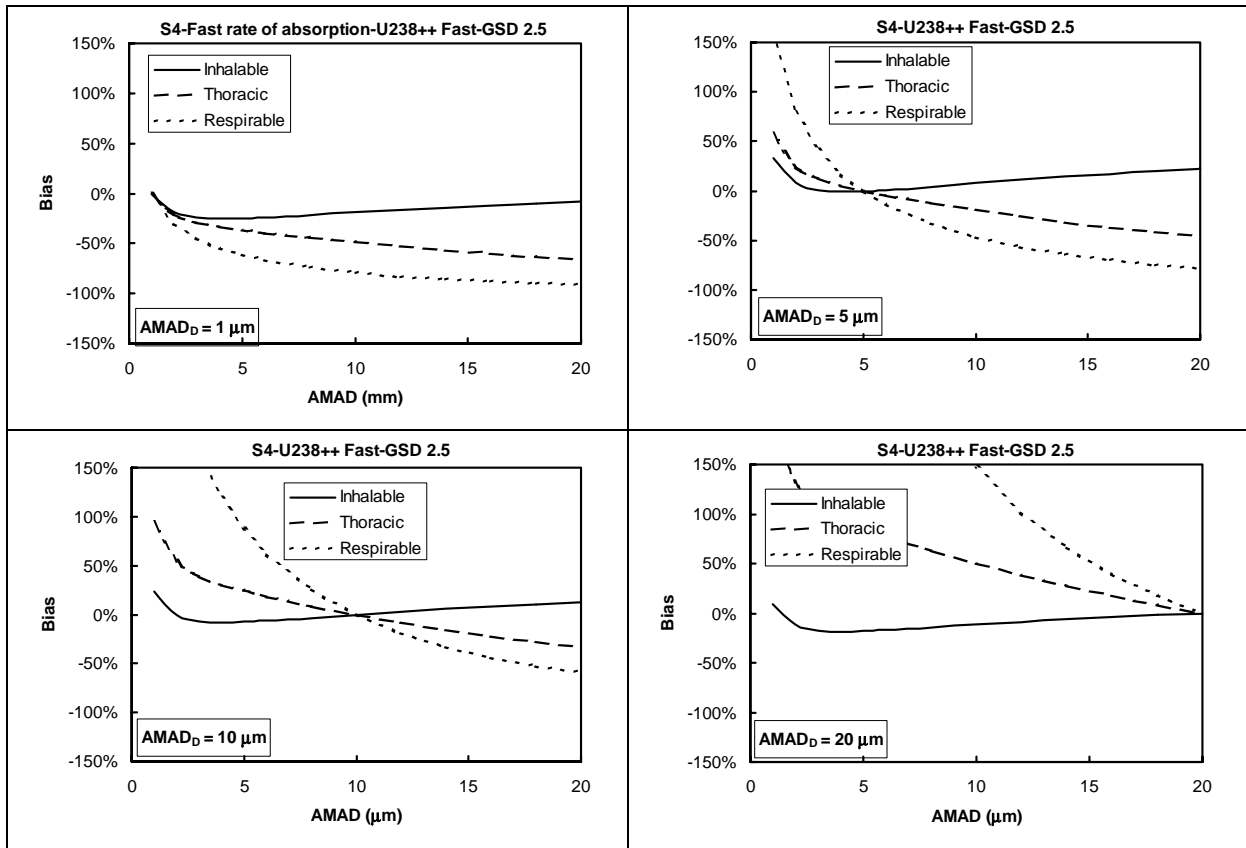 S4-Fast rate of absorption-U238++ Fast-GSD 2.5
150%
100%
50%
0%
-50%
-100%
-150%
Bias
Inhalable
Thoracic
Respirable
AMAD_D = 1 μm
0
5
10
15
20
AMAD (mm)
S4-U238++ Fast-GSD 2.5
150%
100%
50%
0%
-50%
-100%
-150%
Bias
Inhalable
Thoracic
Respirable
AMAD_D = 5 μm
0
5
10
15
20
AMAD (μm)
S4-U238++ Fast-GSD 2.5
150%
100%
50%
0%
-50%
-100%
-150%
Bias
Inhalable
Thoracic
Respirable
AMAD_D = 10 μm
0
5
10
15
20
AMAD (μm)
S4-U238++ Fast-GSD 2.5
150%
100%
50%
0%
-50%
-100%
-150%
Bias
Inhalable
Thoracic
Respirable
AMAD_D = 20 μm
0
5
10
15
20
AMAD (μm)